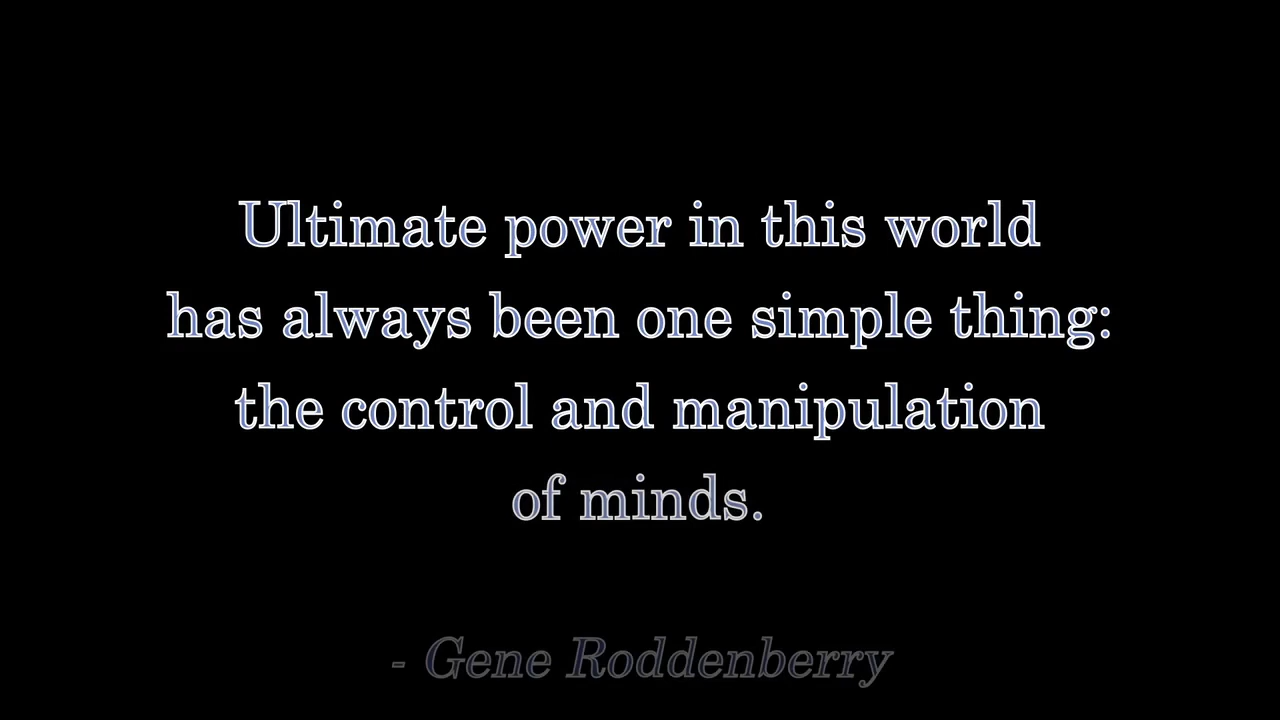 Ultimate power in this world
has always been one simple thing:
the control and manipulation
of minds.
- Gene Roddenberry